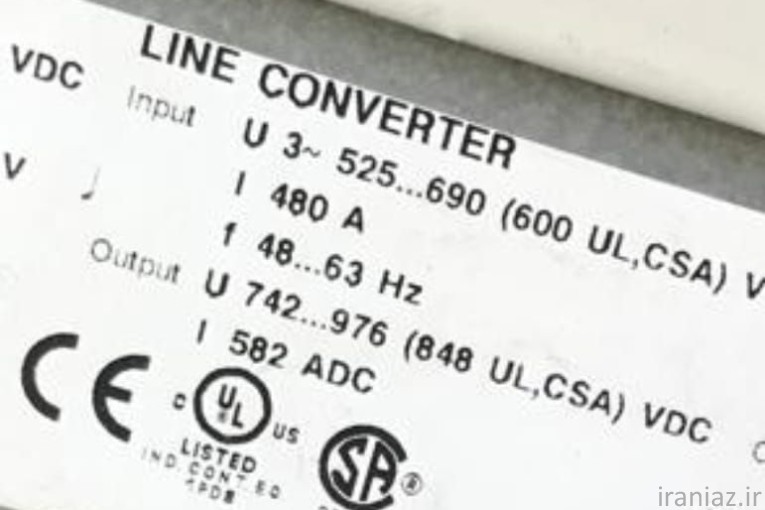 LINE CONVERTER
VDC
Input U 3~ 525...690 (600 UL,CSA) V
I 480 A
V
f 48...63 Hz
Output U 742...976 (848 UL,CSA) VDC
I 582 ADC
CE
C UL US
LISTED
IND.CONT.EQ
SA
iraniaz.ir